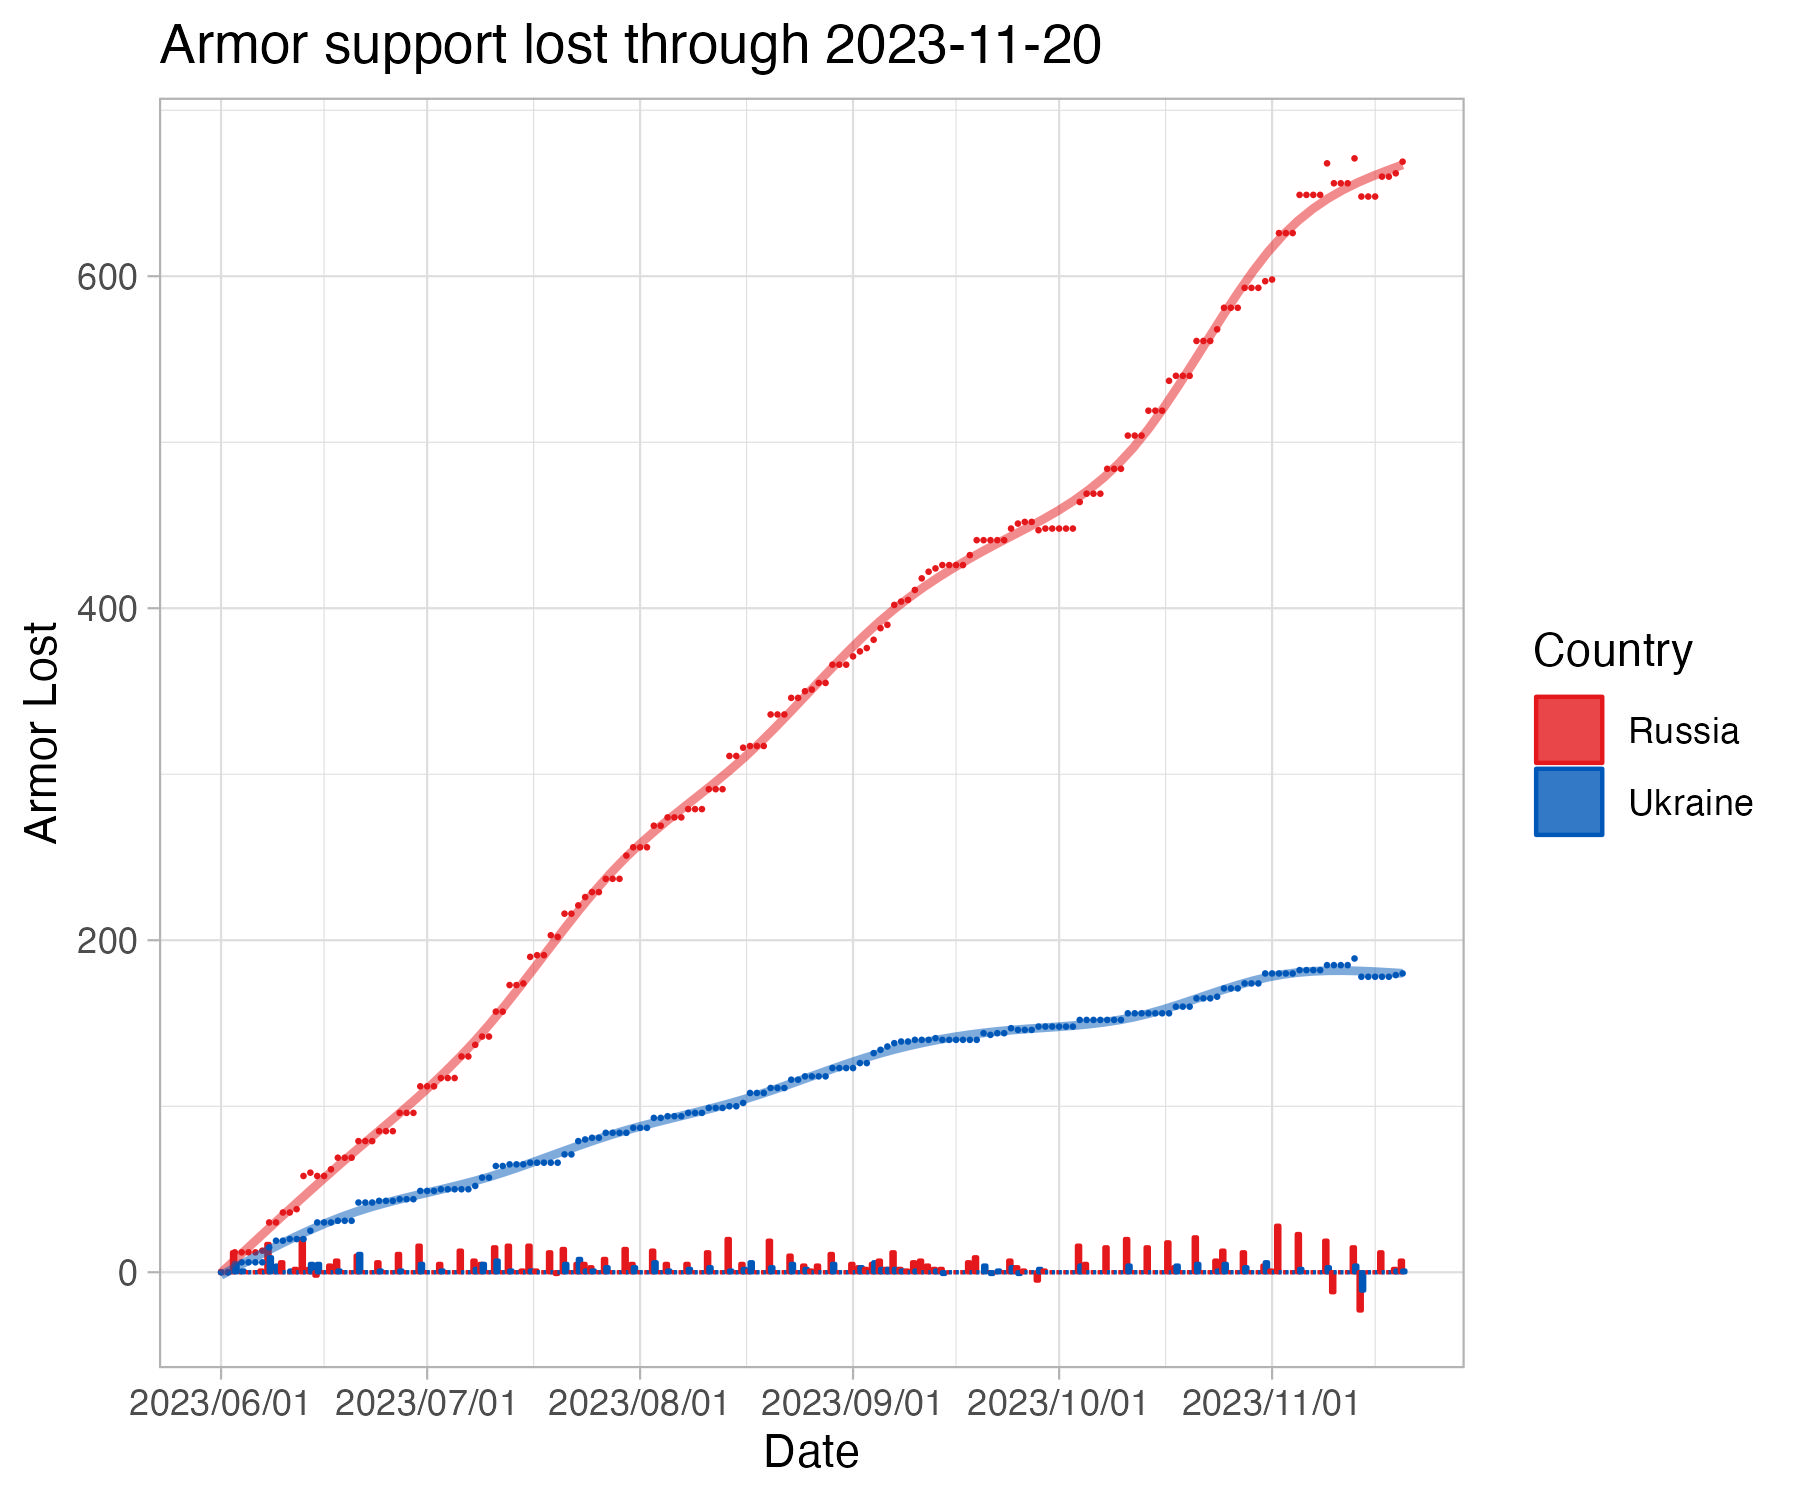 Armor support lost through 2023-11-20
Armor Lost
600
400
200
0
2023/06/01 2023/07/01 2023/08/01 2023/09/01 2023/10/01 2023/11/01
Date
Country
Russia
Ukraine